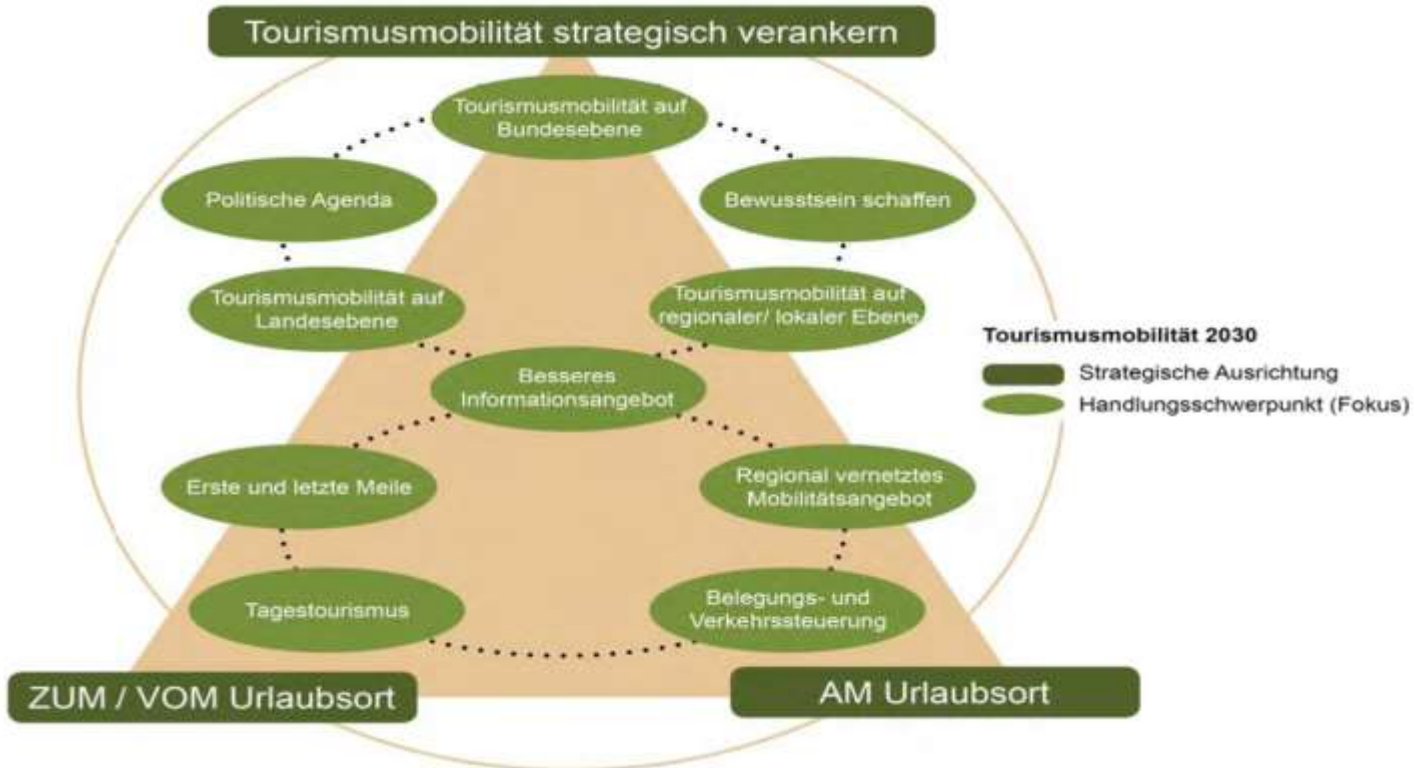 Tourismusmobilität strategisch verankern
Tourismusmobilität auf
Bundesebene
Politische Agenda
Bewusstsein schaffen
Tourismusmobilität auf
Landesebene
Tourismusmobilität auf
regionaler/ lokaler Ebene
Besseres
Informationsangebot
Erste und letzte Meile
Regional vernetztes
Mobilitätsangebot
Tagestourismus
Belegungs- und
Verkehrssteuerung
ZUM / VOM Urlaubsort
AM Urlaubsort
Tourismusmobilität 2030
Strategische Ausrichtung
Handlungsschwerpunkt (Fokus)